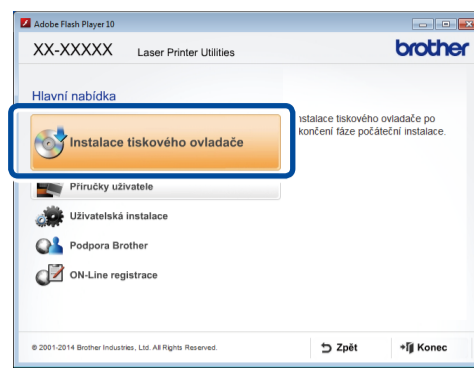 Adobe Flash Player 10
XX-XXXXX Laser Printer Utilities brother
Hlavní nabídka
Instalace tiskového ovladače
nstalace tiskového ovladače po
končení fáze počáteční instalace.
Příručky uživatele
Uživatelská instalace
Podpora Brother
ON-Line registrace
© 2001-2014 Brother Industries, Ltd. All Rights Reserved. Zpět Konec